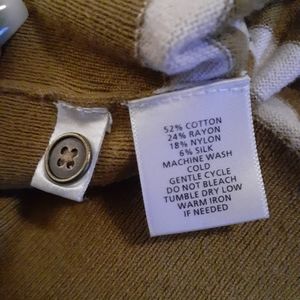 52% COTTON
24% RAYON
18% NYLON
6% SILK
MACHINE WASH
COLD
GENTLE CYCLE
DO NOT BLEACH
TUMBLE DRY LOW
WARM IRON
IF NEEDED